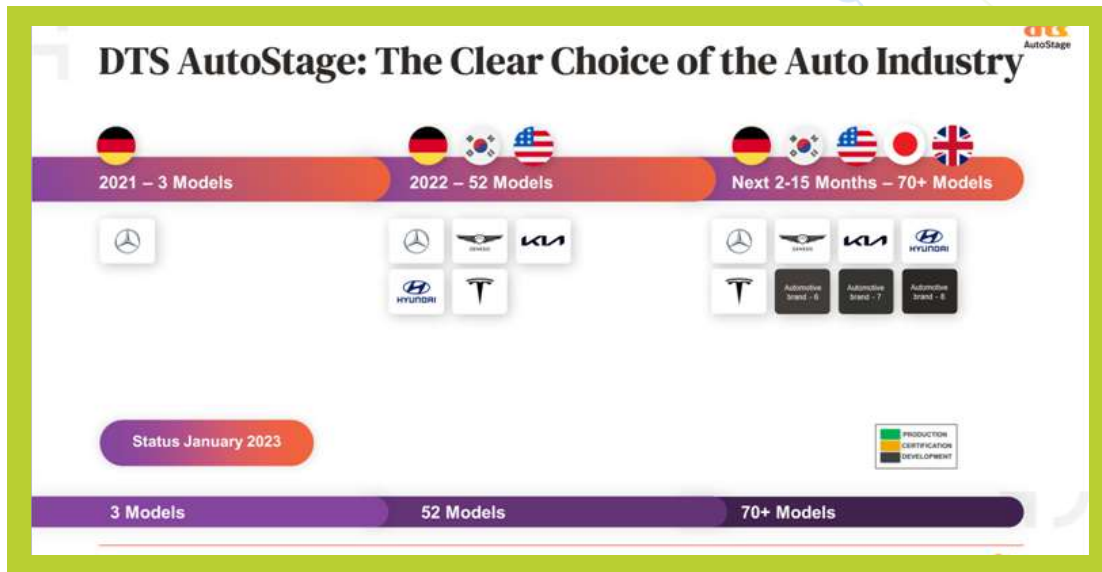 dts
AutoStage
DTS AutoStage: The Clear Choice of the Auto Industry
2021 – 3 Models
2022 – 52 Models
Next 2-15 Months – 70+ Models
GENESIS
KIA
HYUNDAI
GENESIS
KIA
HYUNDAI
Automotive
brand - 6
Automotive
brand - 7
Automotive
brand - 8
Status January 2023
PRODUCTION
CERTIFICATION
DEVELOPMENT
3 Models
52 Models
70+ Models